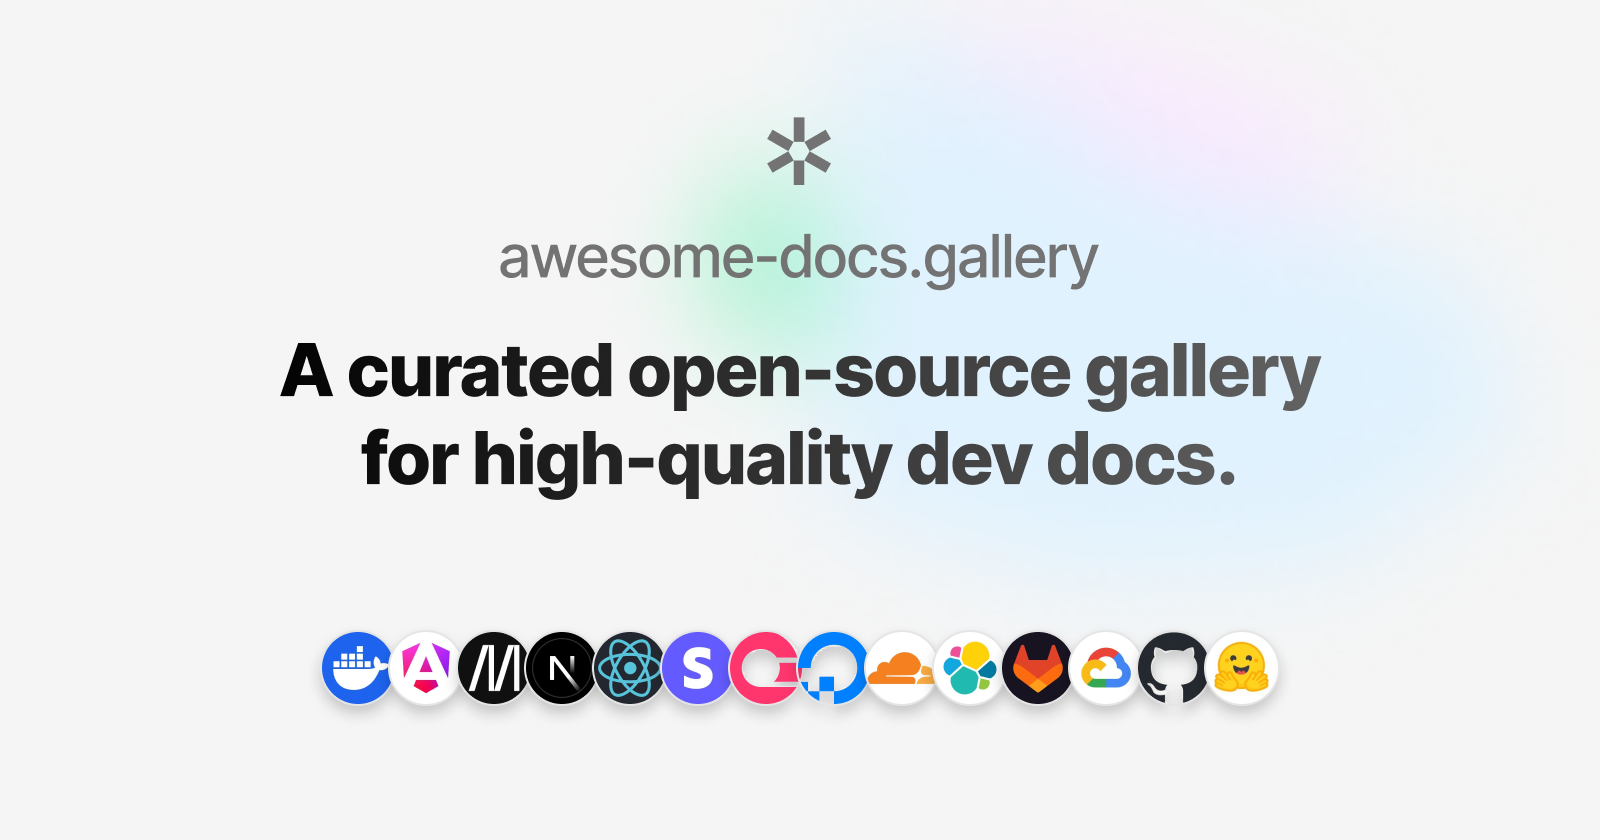 awesome-docs.gallery
A curated open-source gallery
for high-quality dev docs.